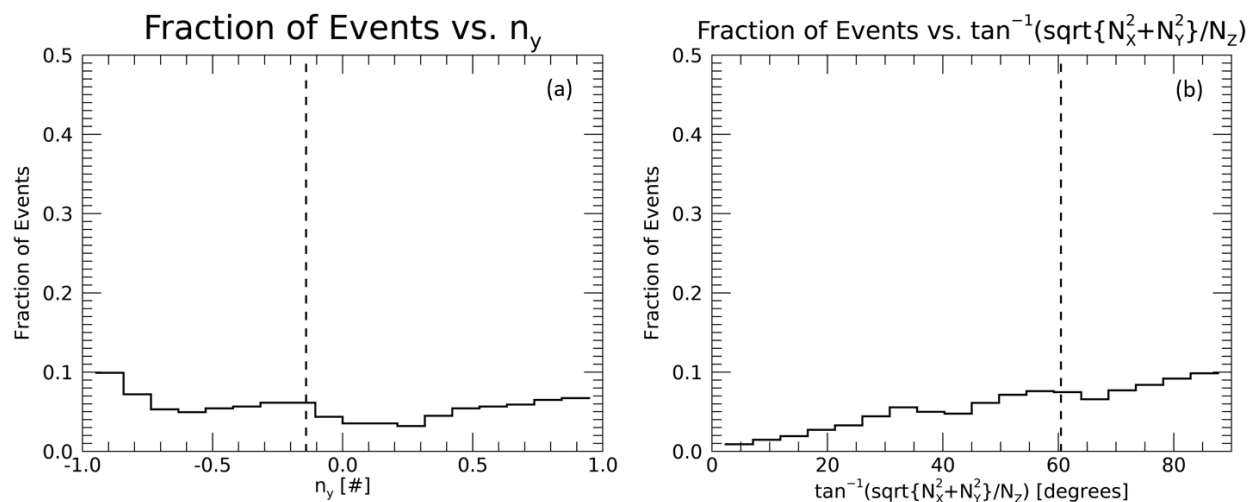 Fraction of Events vs. n_y
(a)
0.5
0.4
0.3
0.2
0.1
0.0
Fraction of Events
-1.0 -0.5 0.0 0.5 1.0
n_y [#]
Fraction of Events vs. tan⁻¹(sqrt{N_X²+N_Y²}/N_Z)
(b)
0.5
0.4
0.3
0.2
0.1
0.0
Fraction of Events
0 20 40 60 80
tan⁻¹(sqrt{N_X²+N_Y²}/N_Z) [degrees]